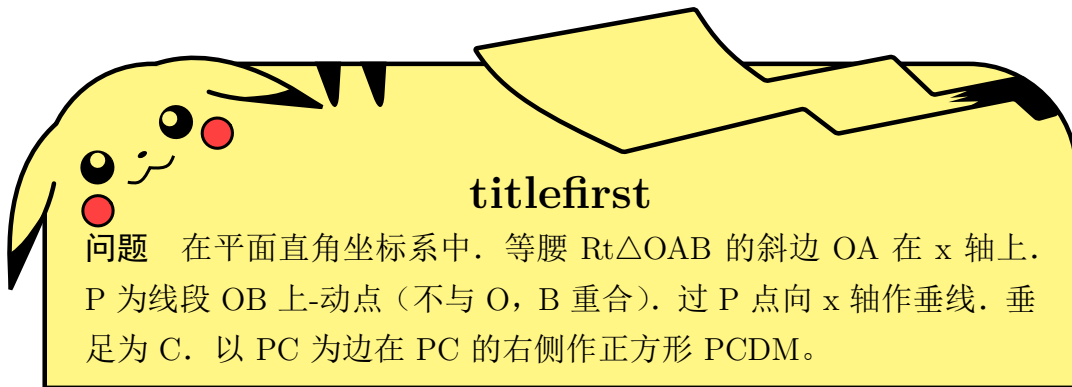 titlefirst
问题 在平面直角坐标系中．等腰 Rt△OAB 的斜边 OA 在 x 轴上．
P 为线段 OB 上-动点（不与 O，B 重合）．过 P 点向 x 轴作垂线．垂
足为 C．以 PC 为边在 PC 的右侧作正方形 PCDM。